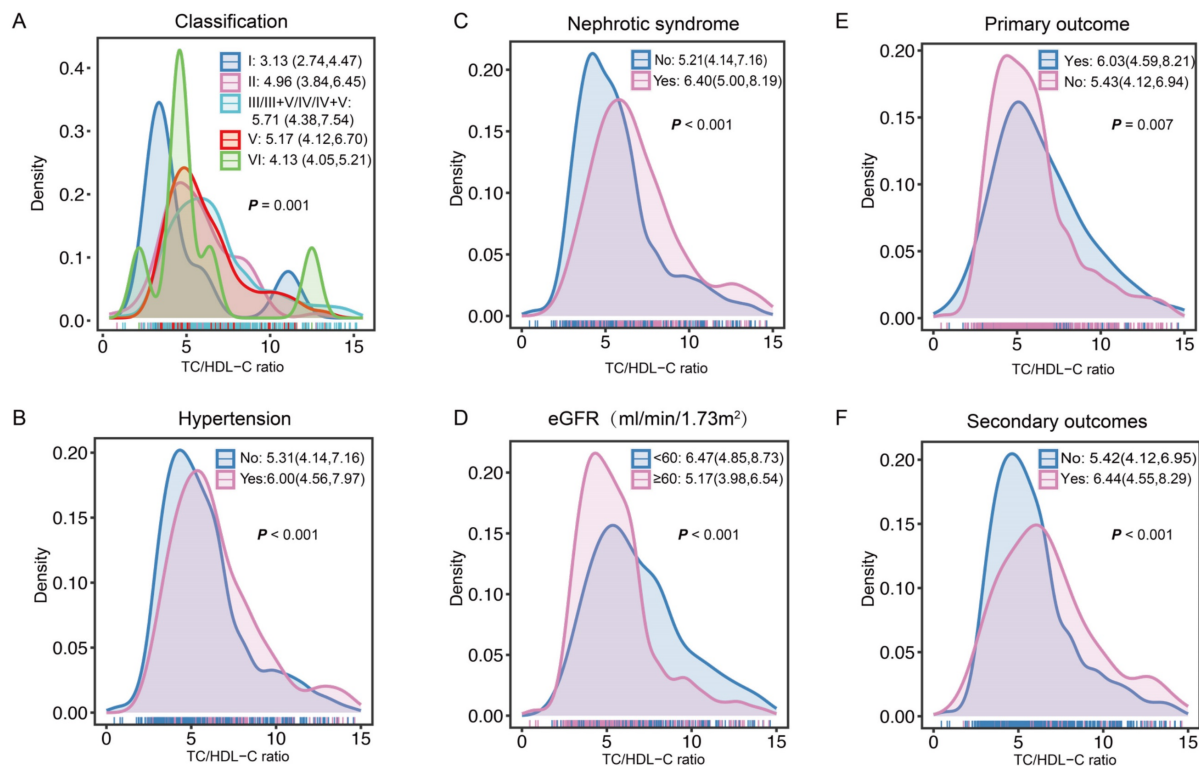 A
Classification
I: 3.13 (2.74,4.47)
II: 4.96 (3.84,6.45)
III/III+V/IV/IV+V:
5.71 (4.38,7.54)
V: 5.17 (4.12,6.70)
VI: 4.13 (4.05,5.21)
P = 0.001
Density
0.4
0.3
0.2
0.1
0.0
0
5
10
15
TC/HDL−C ratio
B
Hypertension
No: 5.31(4.14,7.16)
Yes:6.00(4.56,7.97)
P < 0.001
Density
0.20
0.15
0.10
0.05
0.00
0
5
10
15
TC/HDL−C ratio
C
Nephrotic syndrome
No: 5.21(4.14,7.16)
Yes: 6.40(5.00,8.19)
P < 0.001
Density
0.20
0.15
0.10
0.05
0.00
0
5
10
15
TC/HDL−C ratio
D
eGFR（ml/min/1.73m²)
<60: 6.47(4.85,8.73)
≥60: 5.17(3.98,6.54)
P < 0.001
Density
0.20
0.15
0.10
0.05
0.00
0
5
10
15
TC/HDL−C ratio
E
Primary outcome
Yes: 6.03(4.59,8.21)
No: 5.43(4.12,6.94)
P = 0.007
Density
0.20
0.15
0.10
0.05
0.00
0
5
10
15
TC/HDL−C ratio
F
Secondary outcomes
No: 5.42(4.12,6.95)
Yes: 6.44(4.55,8.29)
P < 0.001
Density
0.20
0.15
0.10
0.05
0.00
0
5
10
15
TC/HDL−C ratio